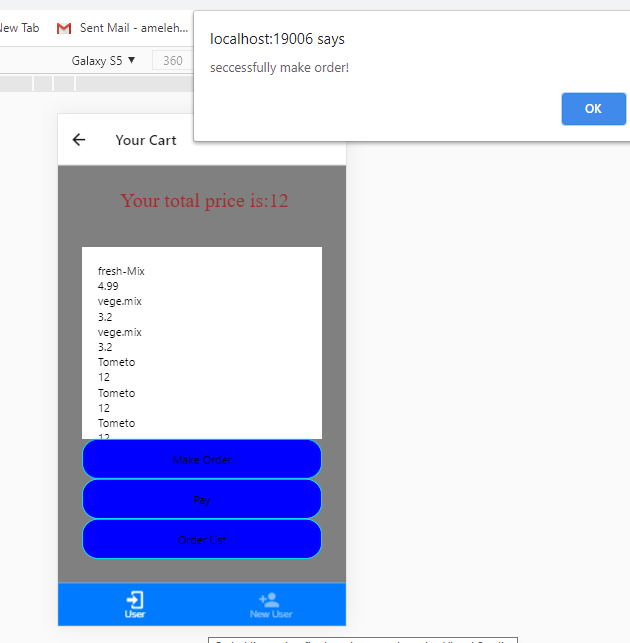 New Tab
Sent Mail - ameleh...
localhost:19006 says
seccessfully make order!
OK
Galaxy S5 ▼
360
Your Cart
Your total price is:12
fresh-Mix
4.99
vege.mix
3.2
vege.mix
3.2
Tometo
12
Tometo
12
Tometo
12
Make Order
Pay
Order List
User
New User